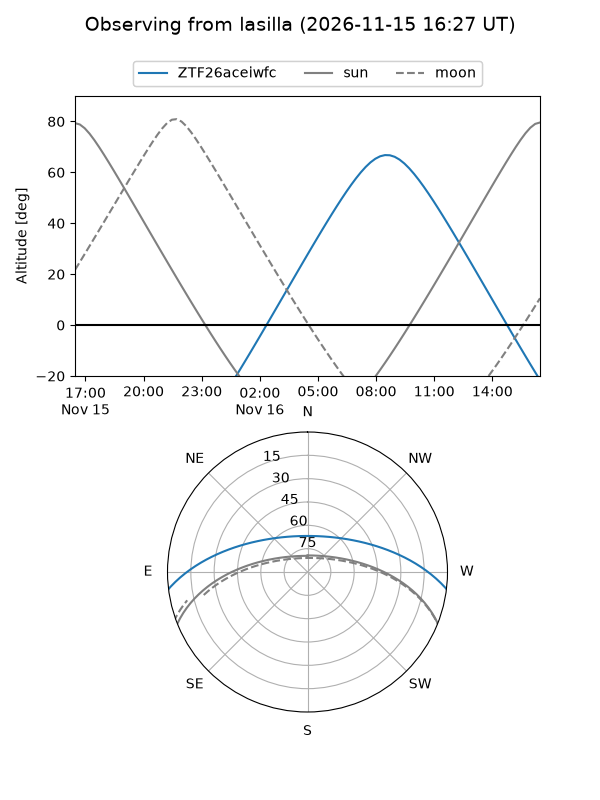 Observing from lasilla (2026-11-15 16:27 UT)
ZTF26aceiwfc
sun
moon
Altitude [deg]
80
60
40
20
0
−20
17:00
Nov 15
20:00
23:00
02:00
Nov 16
05:00
08:00
11:00
14:00
N
NE
NW
15
30
45
60
75
E
W
SE
SW
S